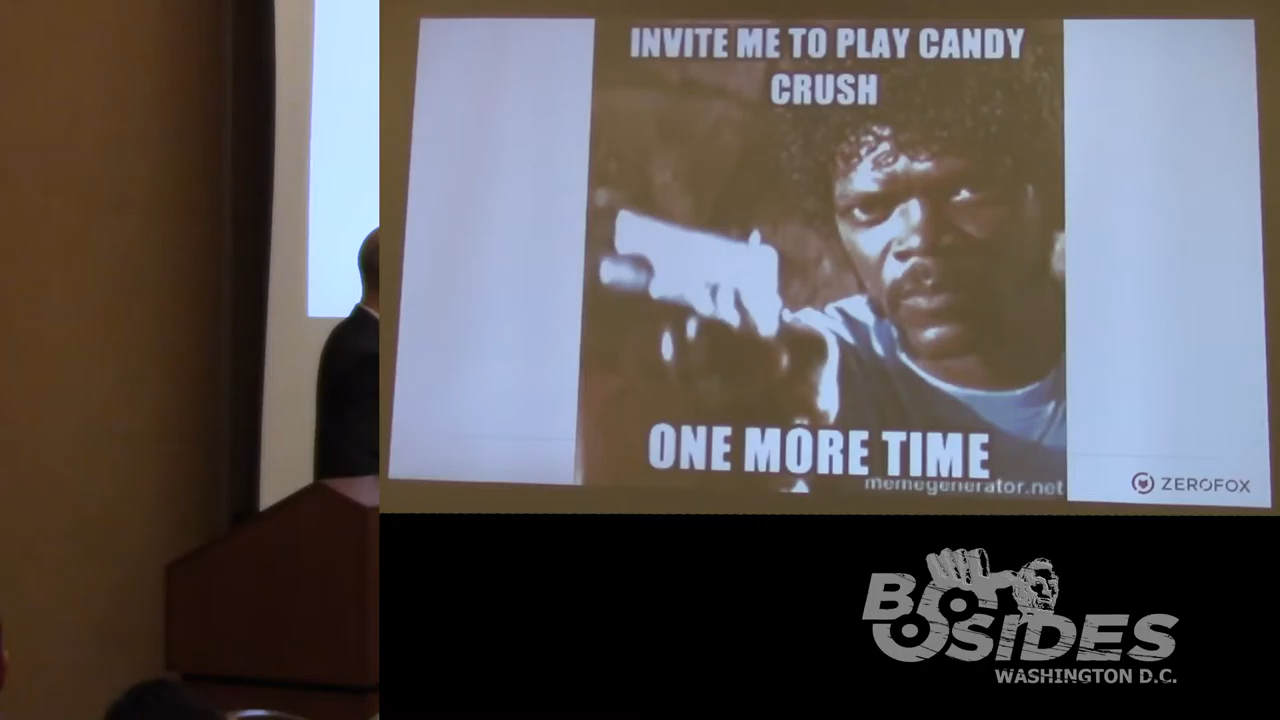 INVITE ME TO PLAY CANDY
CRUSH
ONE MORE TIME
memegenerator.net
ZEROFOX
BSIDES
WASHINGTON D.C.